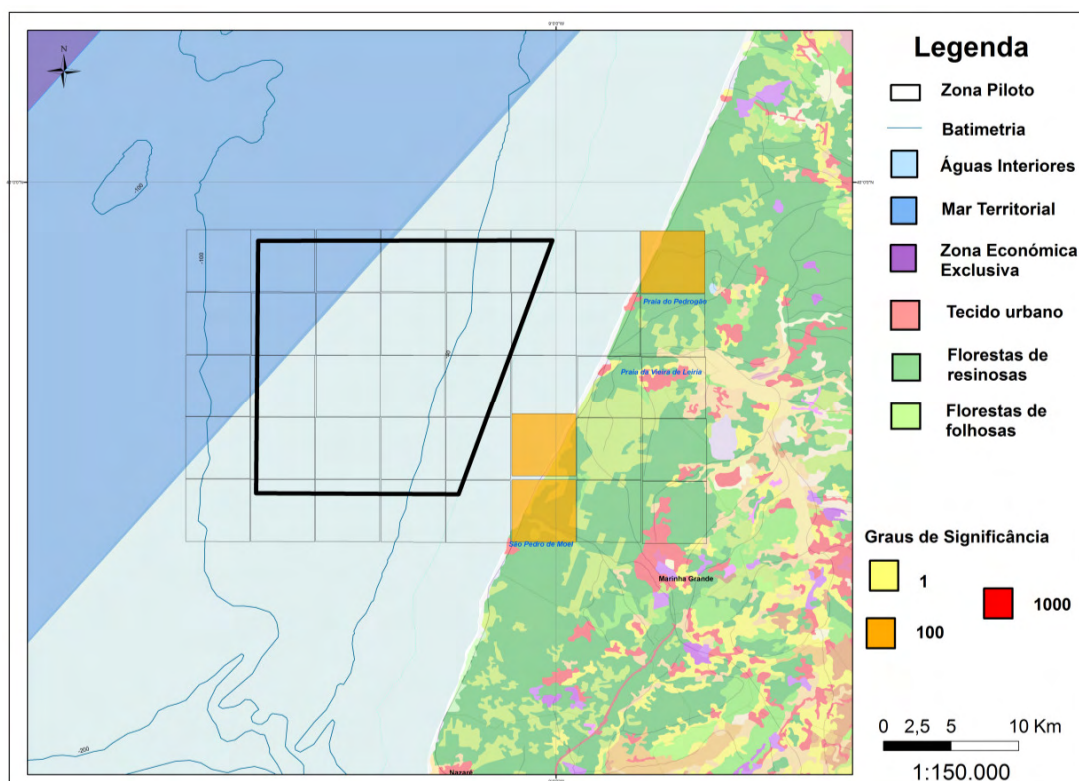 Legenda
Zona Piloto
Batimetria
Águas Interiores
Mar Territorial
Zona Económica
Exclusiva
Tecido urbano
Florestas de
resinosas
Florestas de
folhosas
Graus de Significância
1
1000
100
0 2,5 5 10 Km
1:150.000
N
-100
-100
Praia do Pedrogão
Praia da Vieira de Leiria
São Pedro de Moel
Marinha Grande
-200
Nazaré